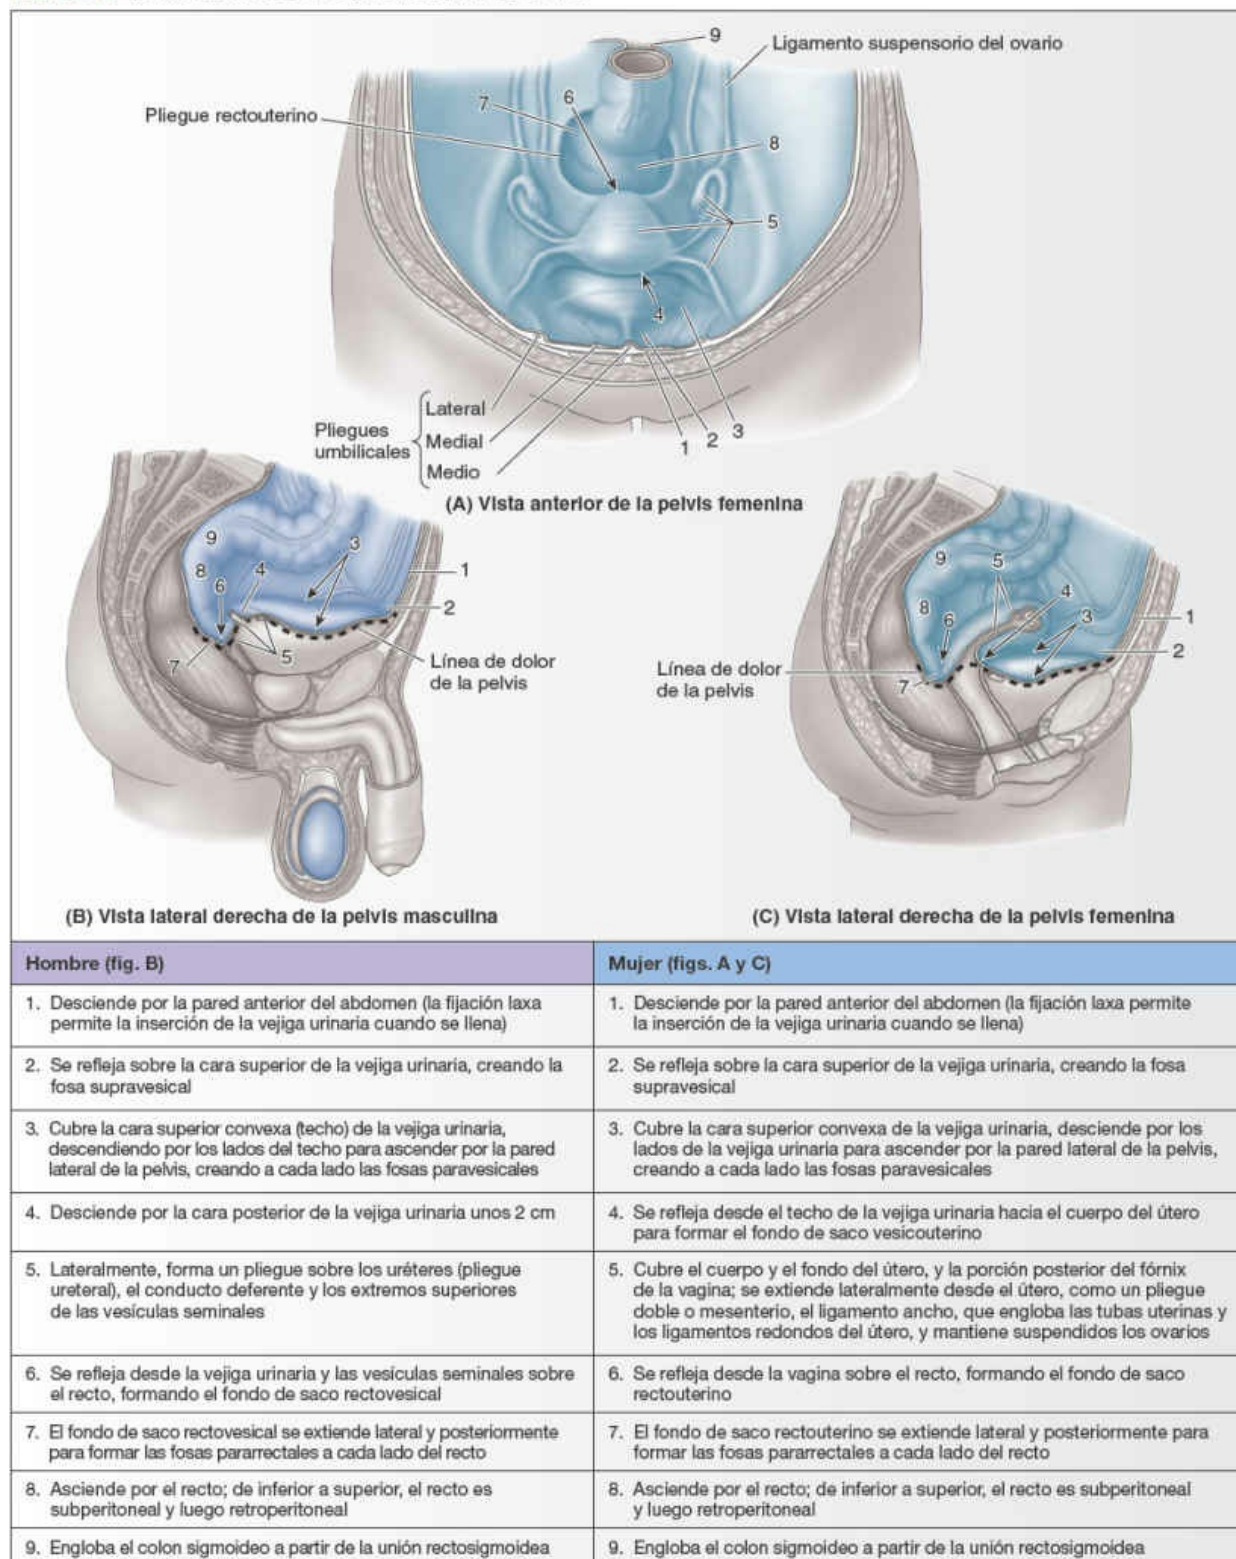 9
Ligamento suspensorio del ovario
7
6
Pliegue rectouterino
8
5
4
Pliegues umbilicales
Lateral
Medial
Medio
1
2
3
(A) Vista anterior de la pelvis femenina
9
8
6
4
3
1
2
7
5
Línea de dolor
de la pelvis
9
5
4
8
6
3
1
2
Línea de dolor
de la pelvis
7
(B) Vista lateral derecha de la pelvis masculina
(C) Vista lateral derecha de la pelvis femenina
Hombre (fig. B)
Mujer (figs. A y C)
1. Desciende por la pared anterior del abdomen (la fijación laxa
permite la inserción de la vejiga urinaria cuando se llena)
1. Desciende por la pared anterior del abdomen (la fijación laxa permite
la inserción de la vejiga urinaria cuando se llena)
2. Se refleja sobre la cara superior de la vejiga urinaria, creando la
fosa supravesical
2. Se refleja sobre la cara superior de la vejiga urinaria, creando la fosa
supravesical
3. Cubre la cara superior convexa (techo) de la vejiga urinaria,
descendiendo por los lados del techo para ascender por la pared
lateral de la pelvis, creando a cada lado las fosas paravesicales
3. Cubre la cara superior convexa de la vejiga urinaria, desciende por los
lados de la vejiga urinaria para ascender por la pared lateral de la pelvis,
creando a cada lado las fosas paravesicales
4. Desciende por la cara posterior de la vejiga urinaria unos 2 cm
4. Se refleja desde el techo de la vejiga urinaria hacia el cuerpo del útero
para formar el fondo de saco vesicouterino
5. Lateralmente, forma un pliegue sobre los uréteres (pliegue
ureteral), el conducto deferente y los extremos superiores
de las vesículas seminales
5. Cubre el cuerpo y el fondo del útero, y la porción posterior del fórnix
de la vagina; se extiende lateralmente desde el útero, como un pliegue
doble o mesenterio, el ligamento ancho, que engloba las tubas uterinas y
los ligamentos redondos del útero, y mantiene suspendidos los ovarios
6. Se refleja desde la vejiga urinaria y las vesículas seminales sobre
el recto, formando el fondo de saco rectovesical
6. Se refleja desde la vagina sobre el recto, formando el fondo de saco
rectouterino
7. El fondo de saco rectovesical se extiende lateral y posteriormente
para formar las fosas pararrectales a cada lado del recto
7. El fondo de saco rectouterino se extiende lateral y posteriormente para
formar las fosas pararrectales a cada lado del recto
8. Asciende por el recto; de inferior a superior, el recto es
subperitoneal y luego retroperitoneal
8. Asciende por el recto; de inferior a superior, el recto es subperitoneal
y luego retroperitoneal
9. Engloba el colon sigmoideo a partir de la unión rectosigmoidea
9. Engloba el colon sigmoideo a partir de la unión rectosigmoidea